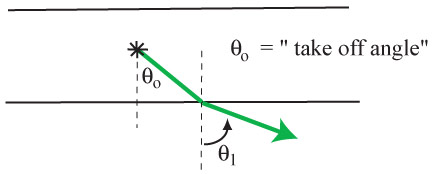 θo = " take off angle"
θo
θ1